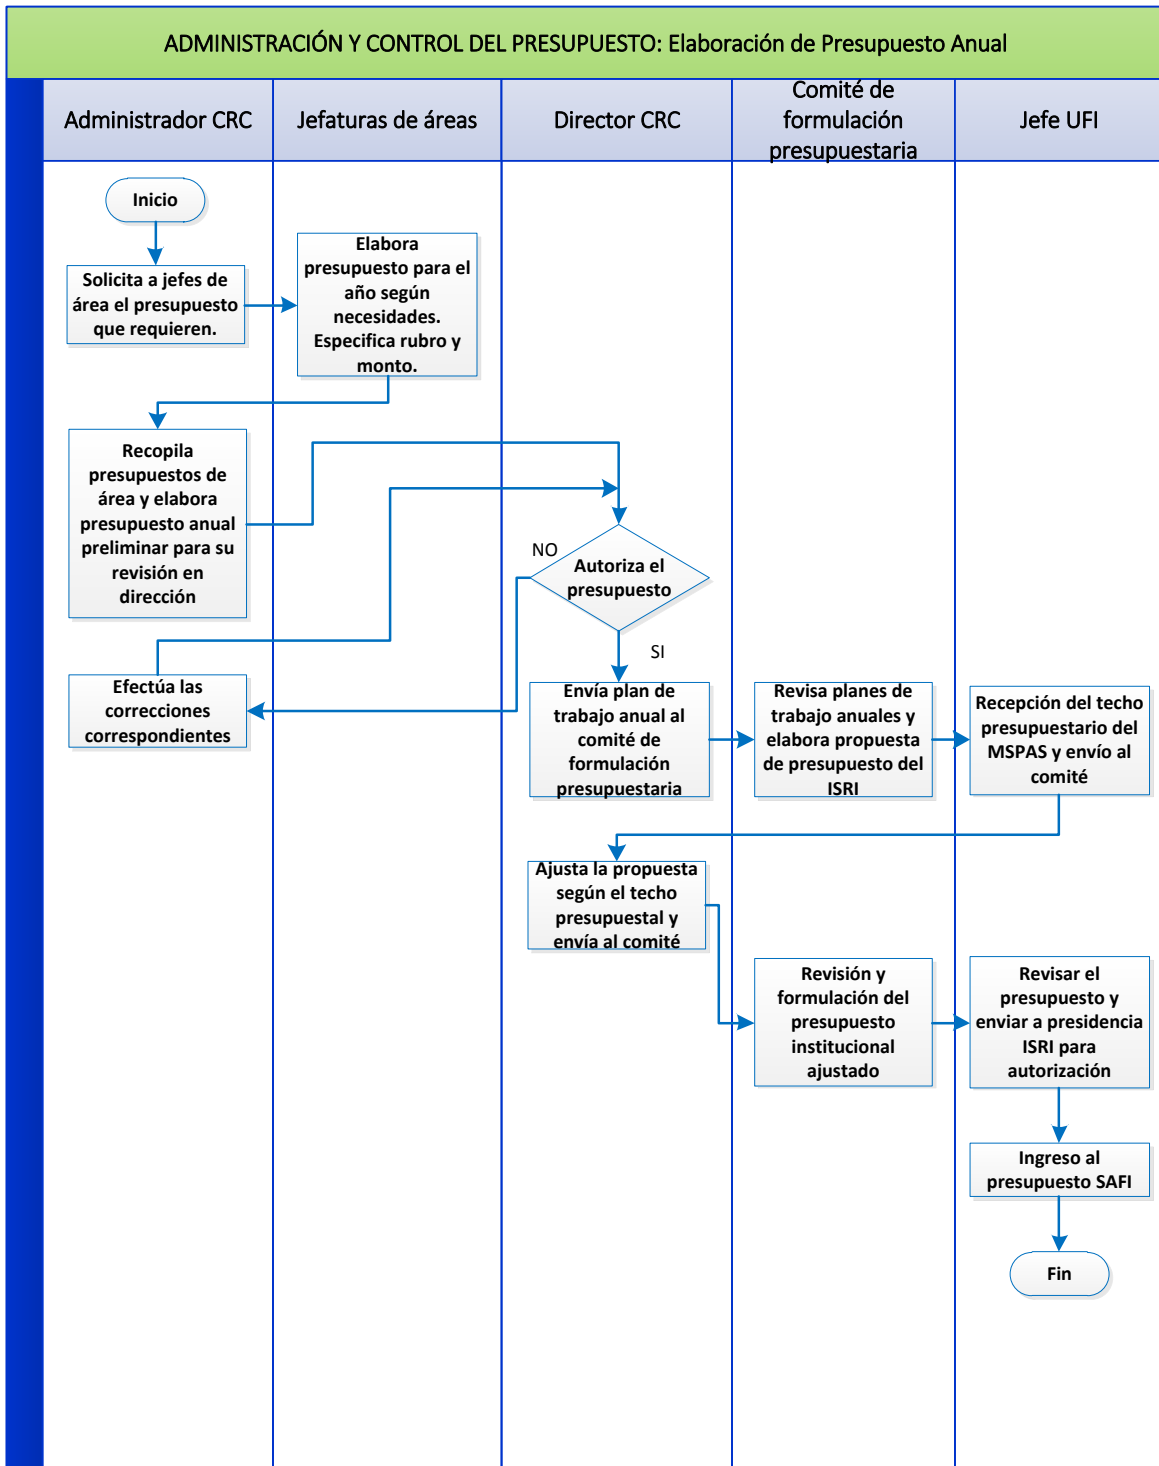 ADMINISTRACIÓN Y CONTROL DEL PRESUPUESTO: Elaboración de Presupuesto Anual
Administrador CRC
Jefaturas de áreas
Director CRC
Comité de
formulación
presupuestaria
Jefe UFI
Inicio
Solicita a jefes de
área el presupuesto
que requieren.
Elabora
presupuesto para el
año según
necesidades.
Especifica rubro y
monto.
Recopila
presupuestos de
área y elabora
presupuesto anual
preliminar para su
revisión en
dirección
NO
Autoriza el
presupuesto
SI
Efectúa las
correcciones
correspondientes
Envía plan de
trabajo anual al
comité de
formulación
presupuestaria
Revisa planes de
trabajo anuales y
elabora propuesta
de presupuesto del
ISRI
Recepción del techo
presupuestario del
MSPAS y envío al
comité
Ajusta la propuesta
según el techo
presupuestal y
envía al comité
Revisión y
formulación del
presupuesto
institucional
ajustado
Revisar el
presupuesto y
enviar a presidencia
ISRI para
autorización
Ingreso al
presupuesto SAFI
Fin